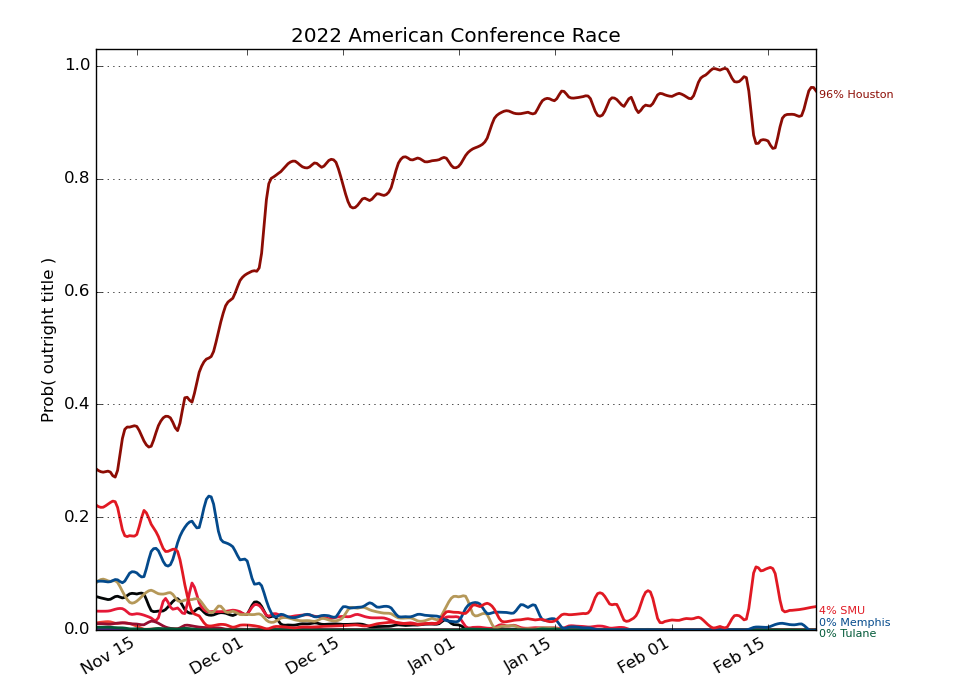 2022 American Conference Race
Prob( outright title )
1.0
0.8
0.6
0.4
0.2
0.0
96% Houston
4% SMU
0% Memphis
0% Tulane
Nov 15
Dec 01
Dec 15
Jan 01
Jan 15
Feb 01
Feb 15